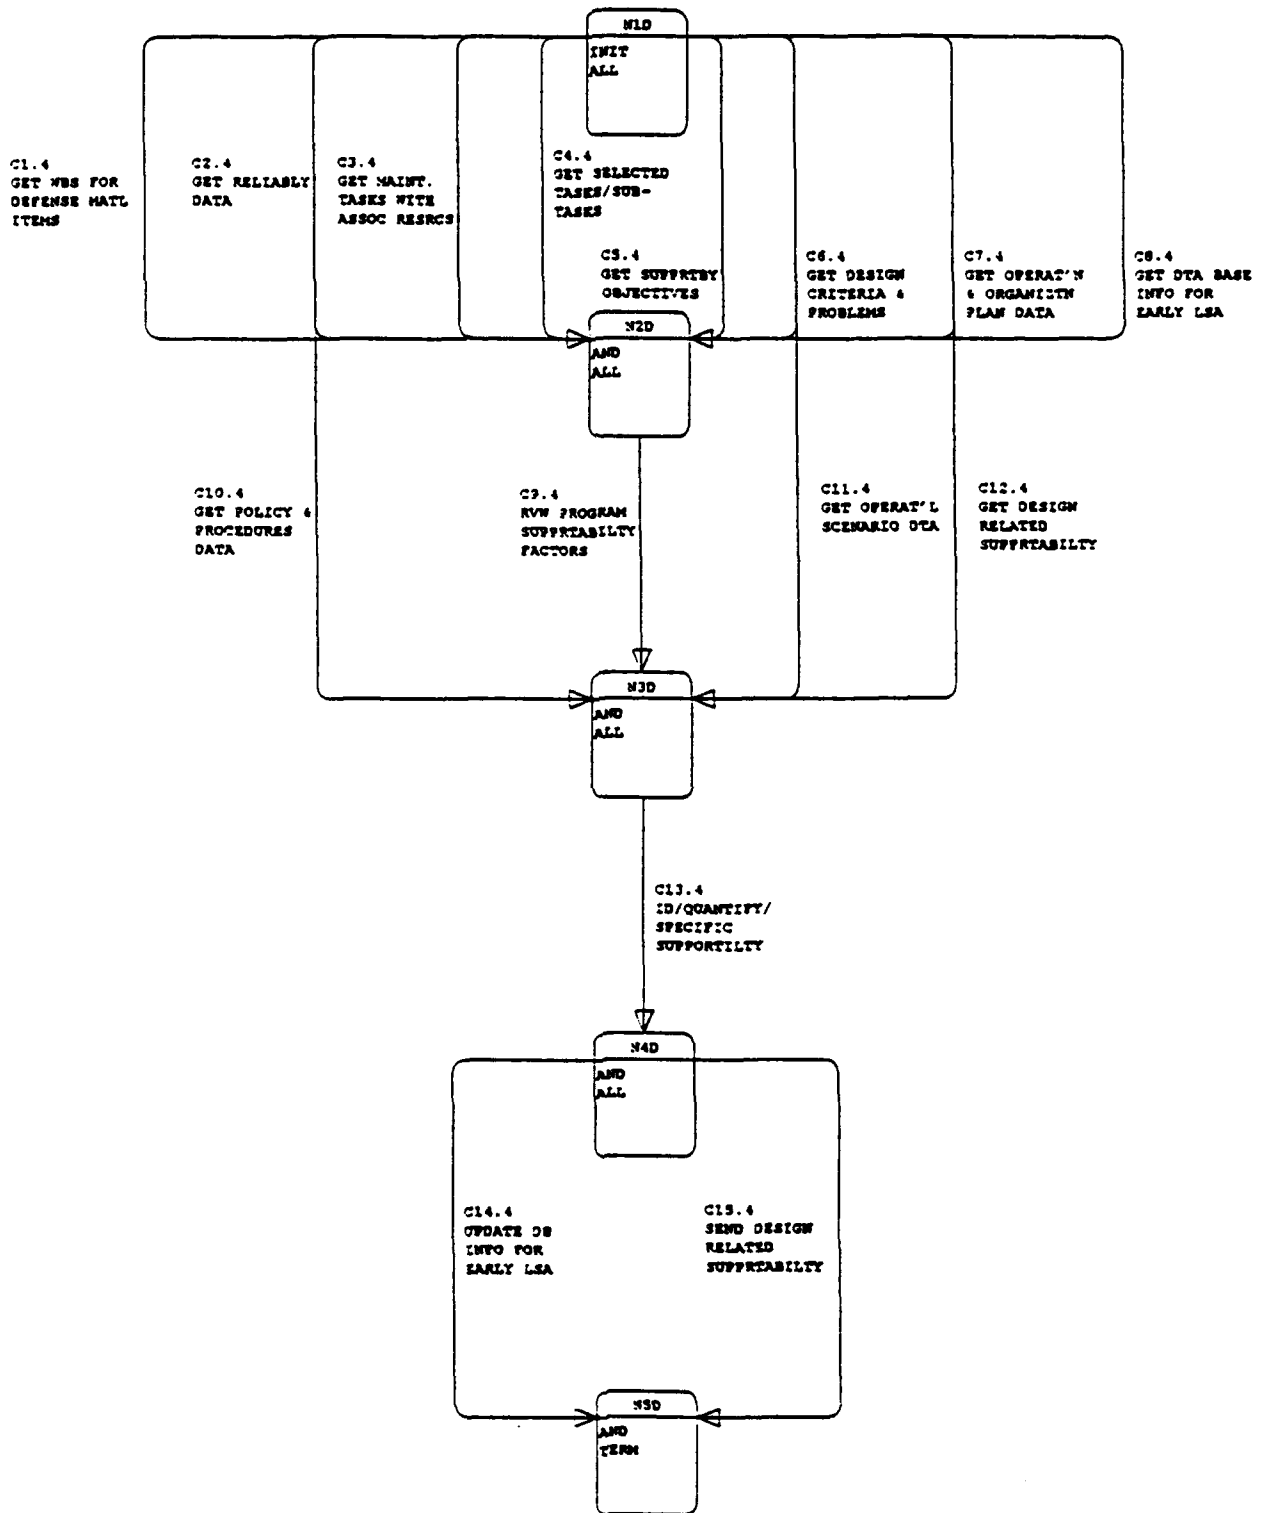 N1D
INIT
ALL
C1.4
GET WBS FOR
DEFENSE MATL
ITEMS
C2.4
GET RELIABLY
DATA
C3.4
GET MAINT.
TASKS WITE
ASSOC RESRCS
C4.4
GET SELECTED
TASKS/SUB-
TASKS
C5.4
GET SUPPRTBY
OBJECTIVES
C6.4
GET DESIGN
CRITERIA &
PROBLEMS
C7.4
GET OPERAT'N
& ORGANIZTN
PLAN DATA
C8.4
GET DTA BASE
INFO FOR
EARLY LSA
N2D
AND
ALL
C10.4
GET POLICY &
PROCEDURES
DATA
C9.4
RVW PROGRAM
SUPPRTABILTY
FACTORS
C11.4
GET OPERAT'L
SCENARIO DTA
C12.4
GET DESIGN
RELATED
SUPPRTABILTY
N3D
AND
ALL
C13.4
ID/QUANTIFY/
SPECIFIC
SUPPORTILTY
N4D
AND
ALL
C14.4
UPDATE DB
INFO FOR
EARLY LSA
C15.4
SEND DESIGN
RELATED
SUPPRTABILTY
N5D
AND
TERM